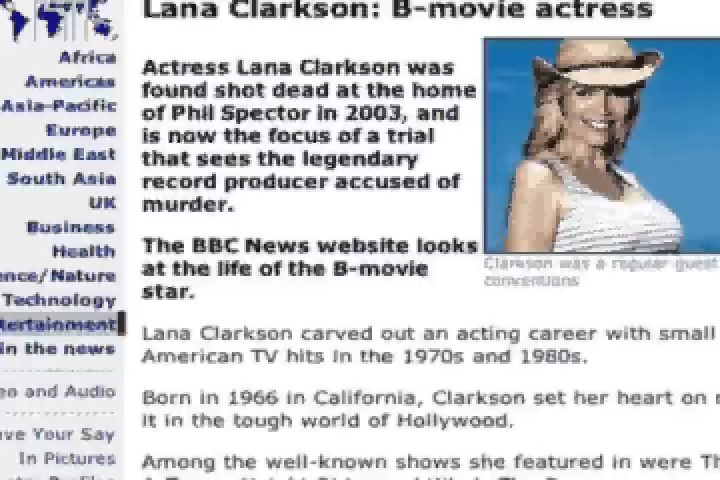 Lana Clarkson: B-movie actress
Africa
Americas
Asia-Pacific
Europe
Middle East
South Asia
UK
Business
Health
ence/Nature
Technology
tertainment
in the news
eo and Audio
ave Your Say
In Pictures
Actress Lana Clarkson was
found shot dead at the home
of Phil Spector in 2003, and
is now the focus of a trial
that sees the legendary
record producer accused of
murder.
The BBC News website looks
at the life of the B-movie
star.
Clarkson was a regular guest
conventions
Lana Clarkson carved out an acting career with small
American TV hits in the 1970s and 1980s.
Born in 1966 in California, Clarkson set her heart on
it in the tough world of Hollywood.
Among the well-known shows she featured in were Th